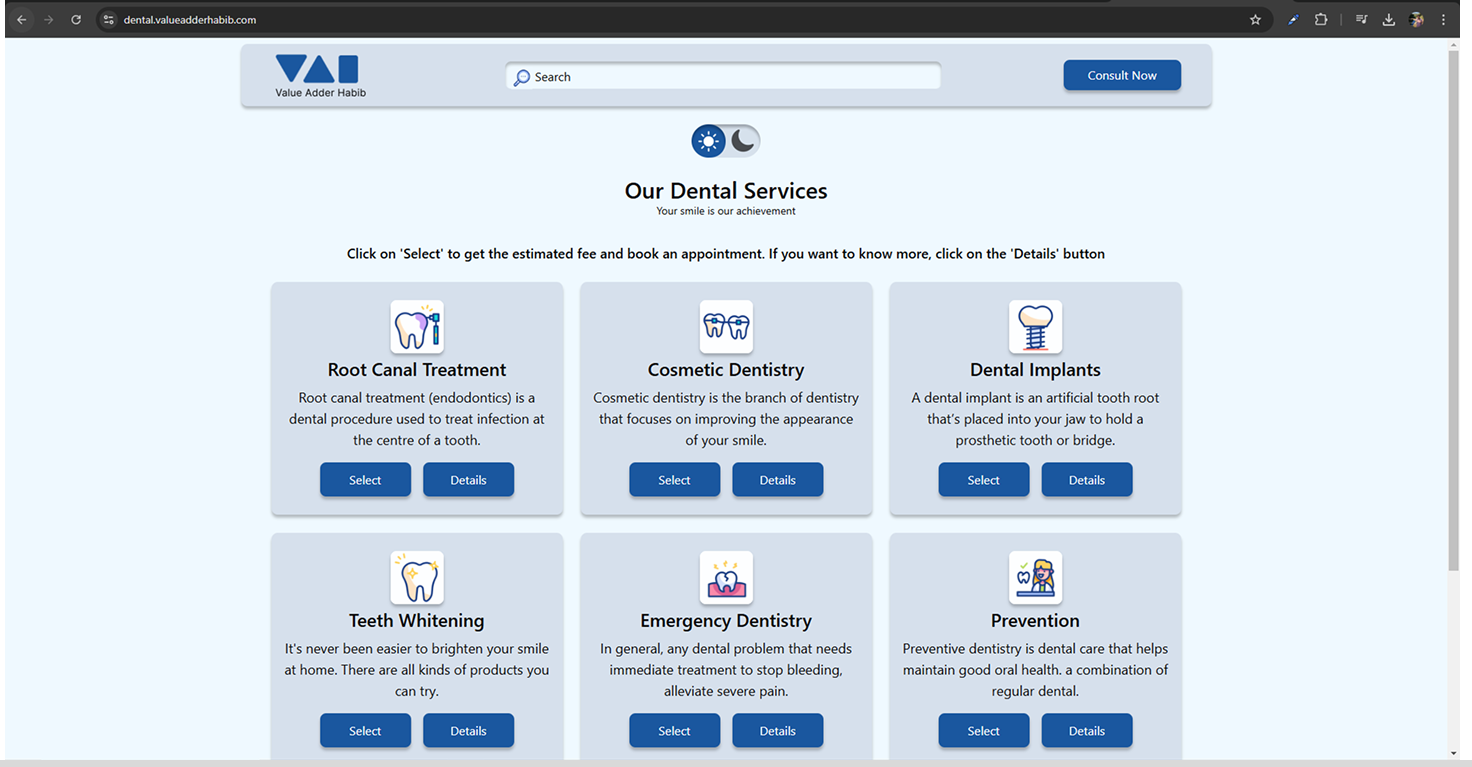 dental.valueadderhabib.com
VAH
Value Adder Habib
Search
Consult Now
Our Dental Services
Your smile is our achievement
Click on 'Select' to get the estimated fee and book an appointment. If you want to know more, click on the 'Details' button
Root Canal Treatment
Root canal treatment (endodontics) is a
dental procedure used to treat infection at
the centre of a tooth.
Select Details
Cosmetic Dentistry
Cosmetic dentistry is the branch of dentistry
that focuses on improving the appearance
of your smile.
Select Details
Dental Implants
A dental implant is an artificial tooth root
that's placed into your jaw to hold a
prosthetic tooth or bridge.
Select Details
Teeth Whitening
It's never been easier to brighten your smile
at home. There are all kinds of products you
can try.
Select Details
Emergency Dentistry
In general, any dental problem that needs
immediate treatment to stop bleeding,
alleviate severe pain.
Select Details
Prevention
Preventive dentistry is dental care that helps
maintain good oral health. a combination of
regular dental.
Select Details